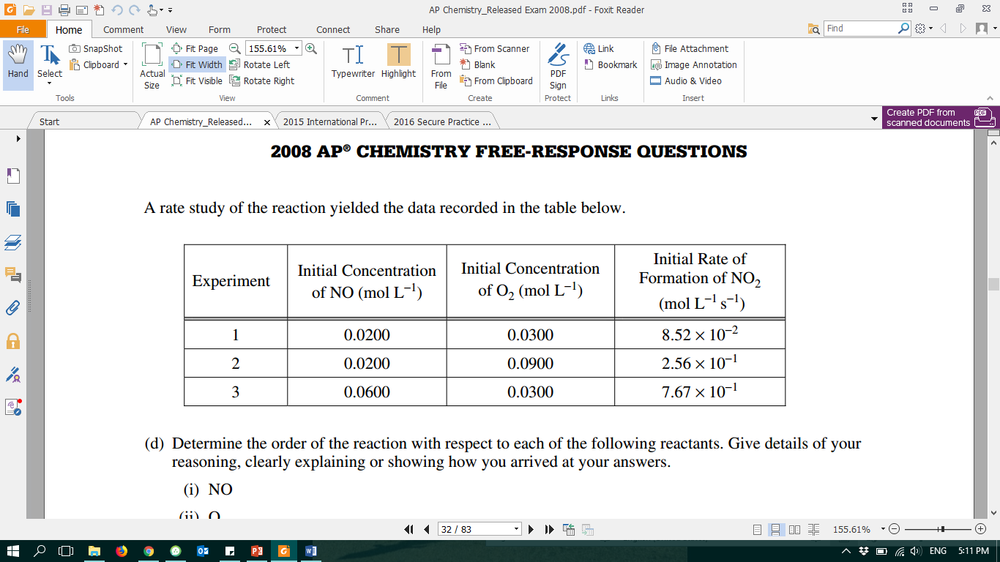 AP Chemistry_Released Exam 2008.pdf - Foxit Reader
File Home Comment View Form Protect Connect Share Help
Find
Hand
Select
SnapShot
Clipboard
Tools
Actual Size
Fit Page
Fit Width
Fit Visible
155.61%
Rotate Left
Rotate Right
View
Typewriter
Highlight
Comment
From File
From Scanner
Blank
From Clipboard
Create
PDF Sign
Protect
Link
Bookmark
Links
File Attachment
Image Annotation
Audio & Video
Insert
Start
AP Chemistry_Released... x
2015 International Pr...
2016 Secure Practice ...
Create PDF from
scanned documents
PDF
2008 AP® CHEMISTRY FREE-RESPONSE QUESTIONS
A rate study of the reaction yielded the data recorded in the table below.
Experiment
Initial Concentration
of NO (mol L⁻¹)
Initial Concentration
of O₂ (mol L⁻¹)
Initial Rate of
Formation of NO₂
(mol L⁻¹ s⁻¹)
1 0.0200 0.0300 8.52 × 10⁻²
2 0.0200 0.0900 2.56 × 10⁻¹
3 0.0600 0.0300 7.67 × 10⁻¹
(d) Determine the order of the reaction with respect to each of the following reactants. Give details of your
reasoning, clearly explaining or showing how you arrived at your answers.
(i) NO
(ii) O
32 / 83
155.61%
ENG 5:11 PM